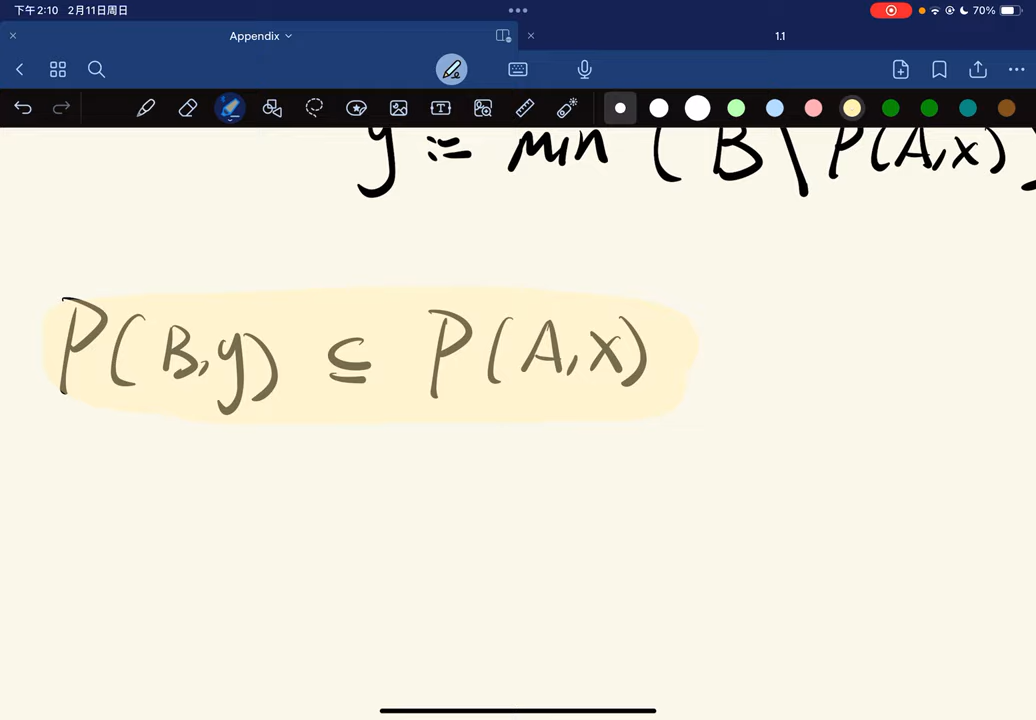 下午2:10 2月11日周日 70%
Appendix 1.1
y := min ( B \ P(A,x)
P(B,y) ⊆ P(A,x)